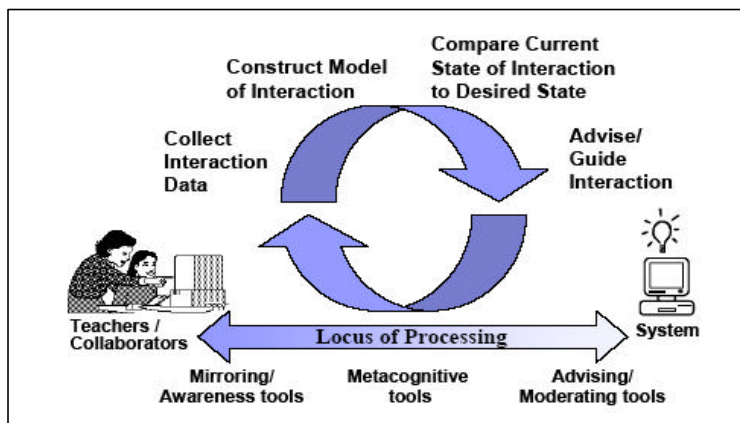 Construct Model
of Interaction
Compare Current
State of Interaction
to Desired State
Collect
Interaction
Data
Advise/
Guide
Interaction
Teachers /
Collaborators
Locus of Processing
System
Mirroring/
Awareness tools
Metacognitive
tools
Advising/
Moderating tools